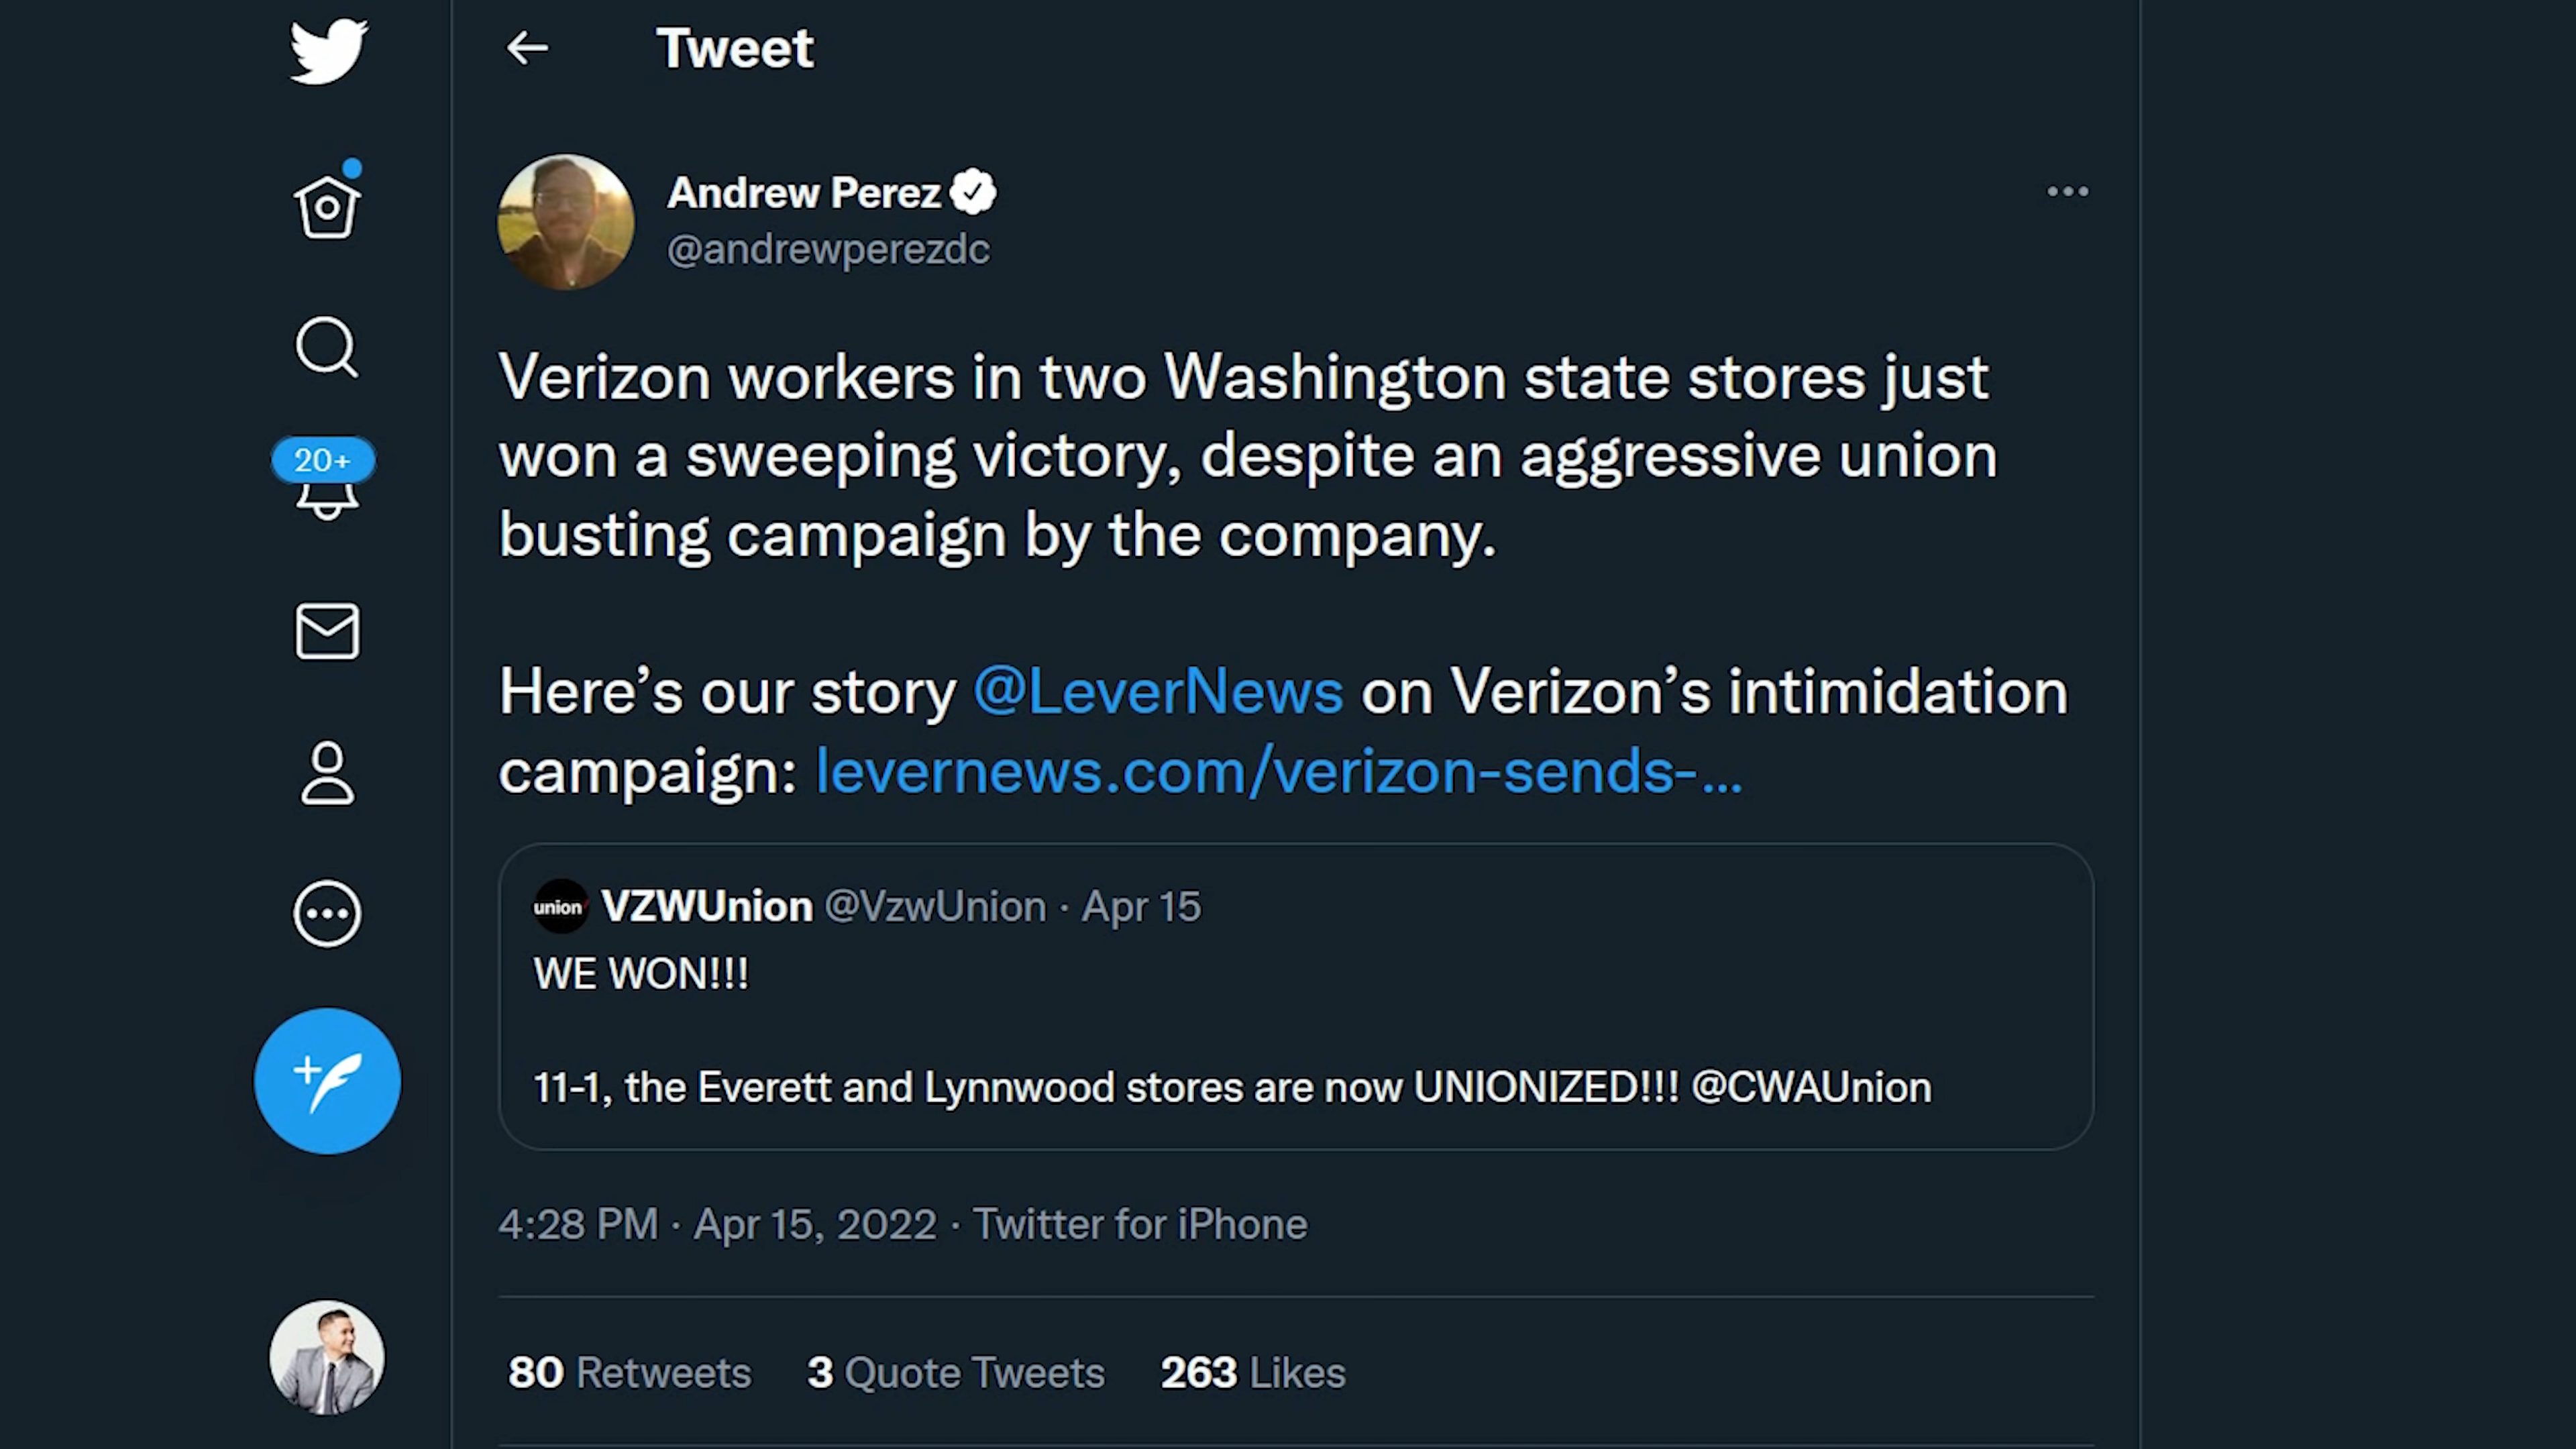 Tweet
Andrew Perez
@andrewperezdc
Verizon workers in two Washington state stores just
won a sweeping victory, despite an aggressive union
busting campaign by the company.
Here’s our story @LeverNews on Verizon’s intimidation
campaign: levernews.com/verizon-sends-…
20+
union VZWUnion @VzwUnion · Apr 15
WE WON!!!
11-1, the Everett and Lynnwood stores are now UNIONIZED!!! @CWAUnion
4:28 PM · Apr 15, 2022 · Twitter for iPhone
80 Retweets 3 Quote Tweets 263 Likes